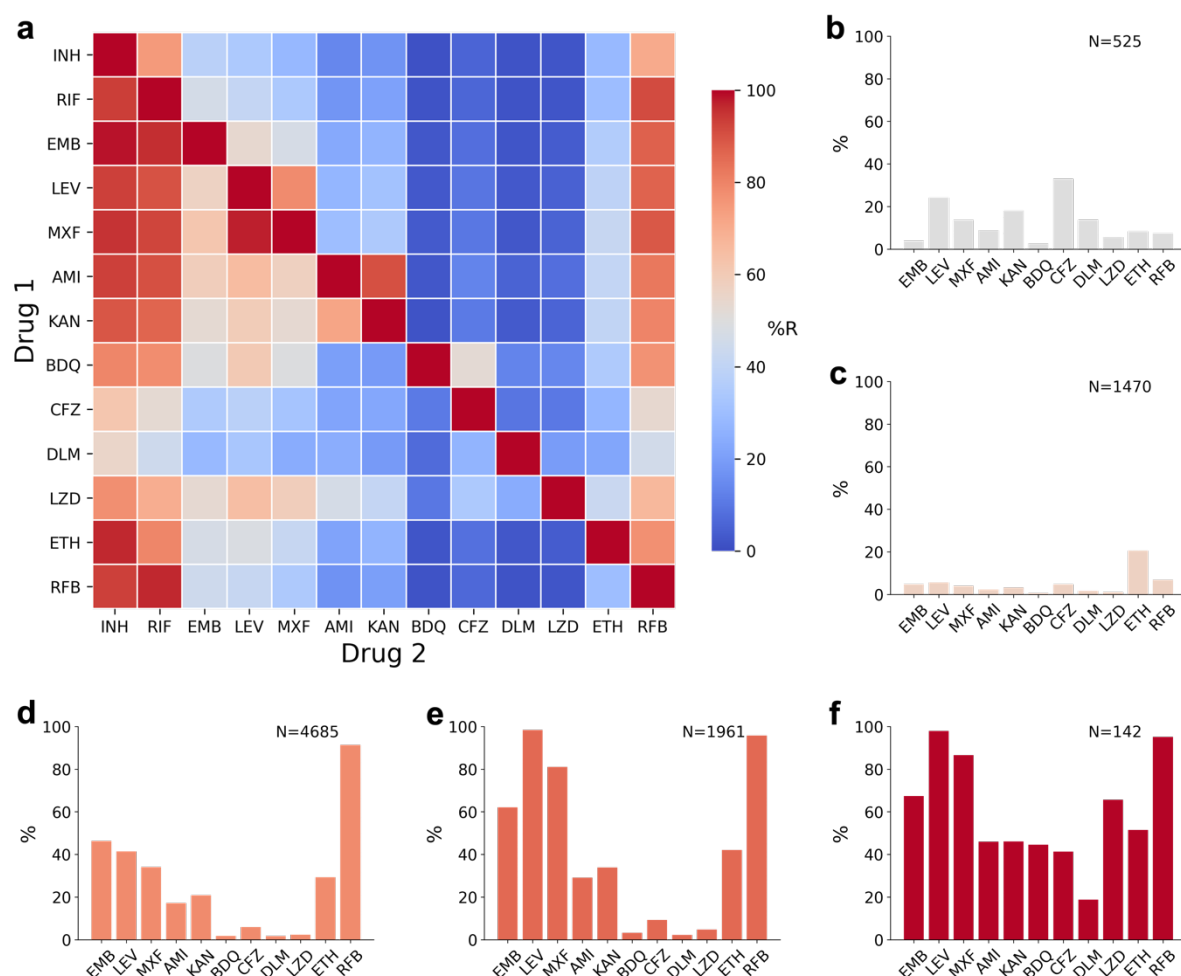 a
INH
RIF
EMB
LEV
MXF
AMI
KAN
BDQ
CFZ
DLM
LZD
ETH
RFB
Drug 1
INH RIF EMB LEV MXF AMI KAN BDQ CFZ DLM LZD ETH RFB
Drug 2
100
80
60
40
20
0
%R
b
N=525
100
80
60
40
20
0
%
EMB LEV MXF AMI KAN BDQ CFZ DLM LZD ETH RFB
c
N=1470
100
80
60
40
20
0
%
EMB LEV MXF AMI KAN BDQ CFZ DLM LZD ETH RFB
d
N=4685
100
80
60
40
20
0
%
EMB LEV MXF AMI KAN BDQ CFZ DLM LZD ETH RFB
e
N=1961
100
80
60
40
20
0
%
EMB LEV MXF AMI KAN BDQ CFZ DLM LZD ETH RFB
f
N=142
100
80
60
40
20
0
%
EMB LEV MXF AMI KAN BDQ CFZ DLM LZD ETH RFB